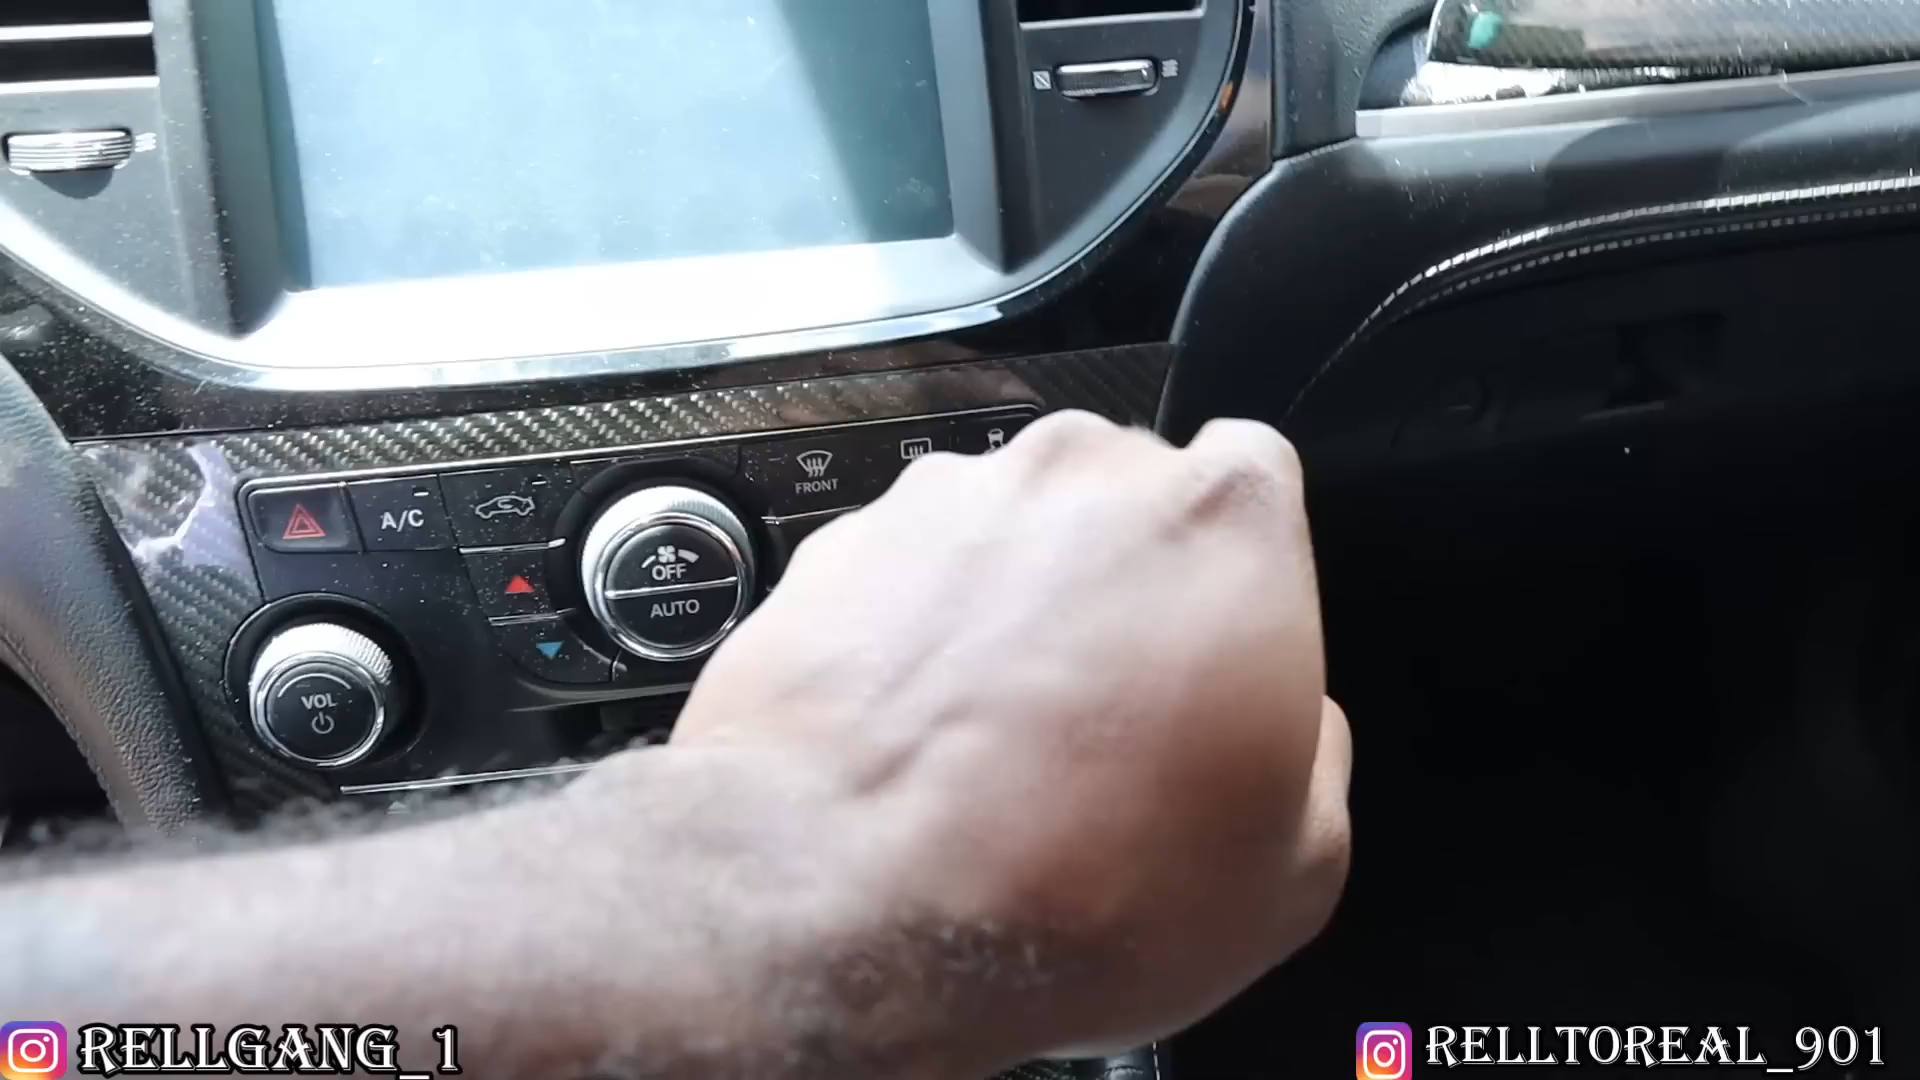 FRONT
A/C
OFF
AUTO
VOL
RELLGANG_1
RELLTOREAL_901